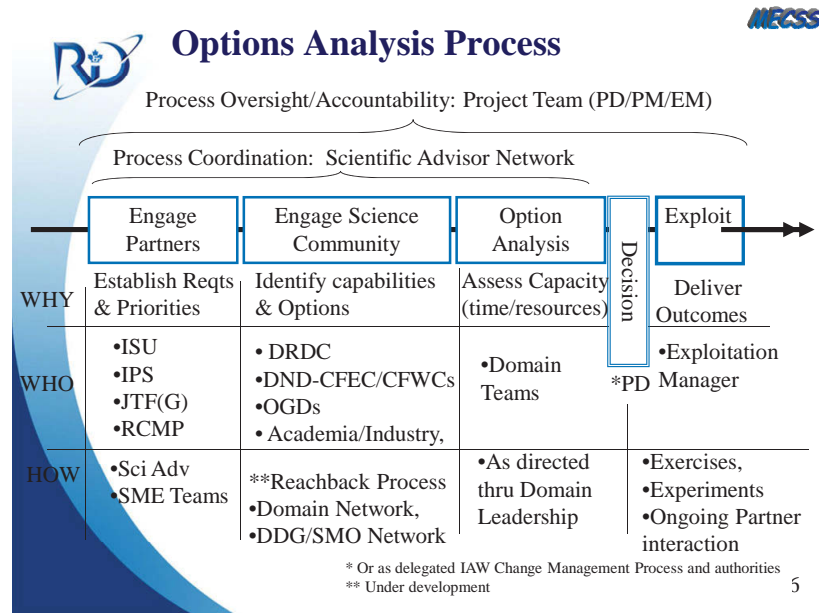 MECSS
R&D
Options Analysis Process
Process Oversight/Accountability: Project Team (PD/PM/EM)
Process Coordination: Scientific Advisor Network
Engage
Partners
Engage Science
Community
Option
Analysis
Decision
Exploit
WHY
Establish Reqts
& Priorities
Identify capabilities
& Options
Assess Capacity
(time/resources)
Deliver
Outcomes
WHO
•ISU
•IPS
•JTF(G)
•RCMP
• DRDC
•DND-CFEC/CFWCs
•OGDs
• Academia/Industry,
•Domain
Teams
*PD
•Exploitation
Manager
HOW
•Sci Adv
•SME Teams
**Reachback Process
•Domain Network,
•DDG/SMO Network
•As directed
thru Domain
Leadership
•Exercises,
•Experiments
•Ongoing Partner
interaction
* Or as delegated IAW Change Management Process and authorities
** Under development